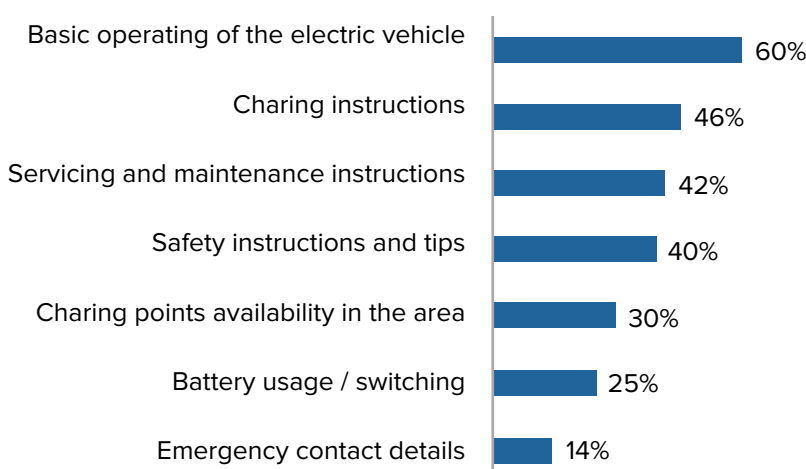 Basic operating of the electric vehicle 60%
Charing instructions 46%
Servicing and maintenance instructions 42%
Safety instructions and tips 40%
Charing points availability in the area 30%
Battery usage / switching 25%
Emergency contact details 14%